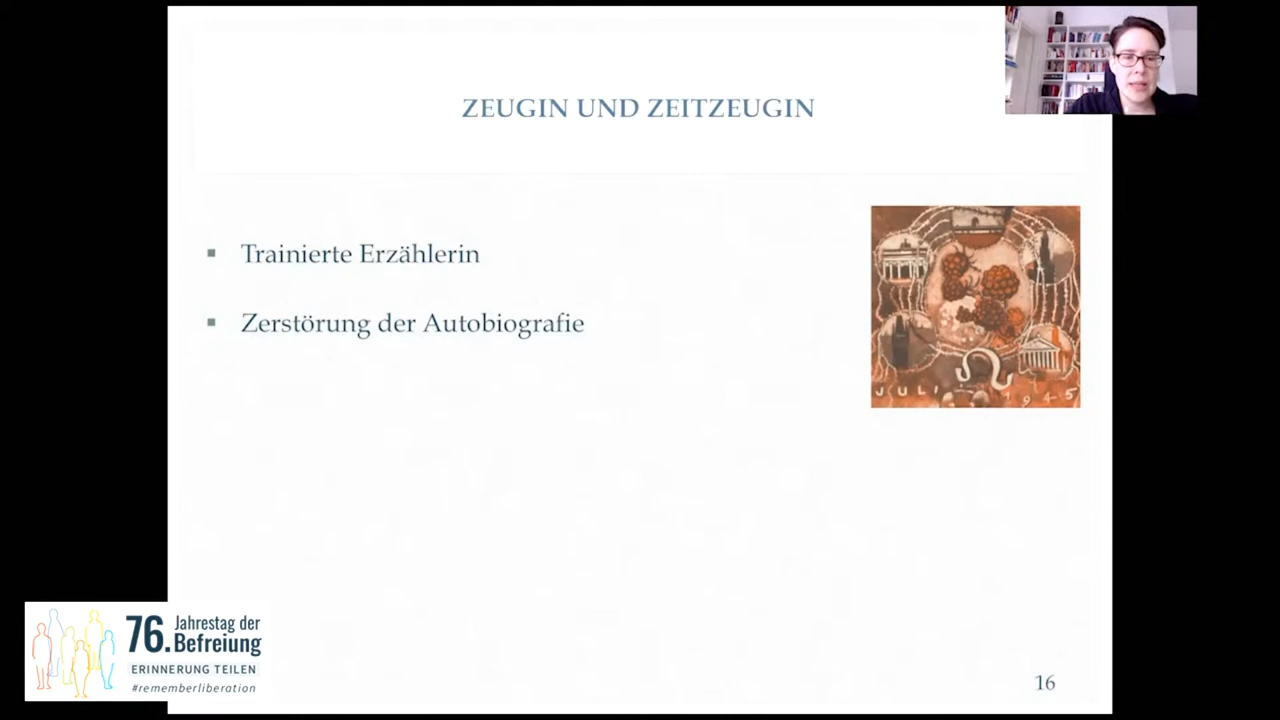 ZEUGIN UND ZEITZEUGIN
▪ Trainierte Erzählerin
▪ Zerstörung der Autobiografie
JULI 1945
76. Jahrestag der
Befreiung
ERINNERUNG TEILEN
#rememberliberation
16